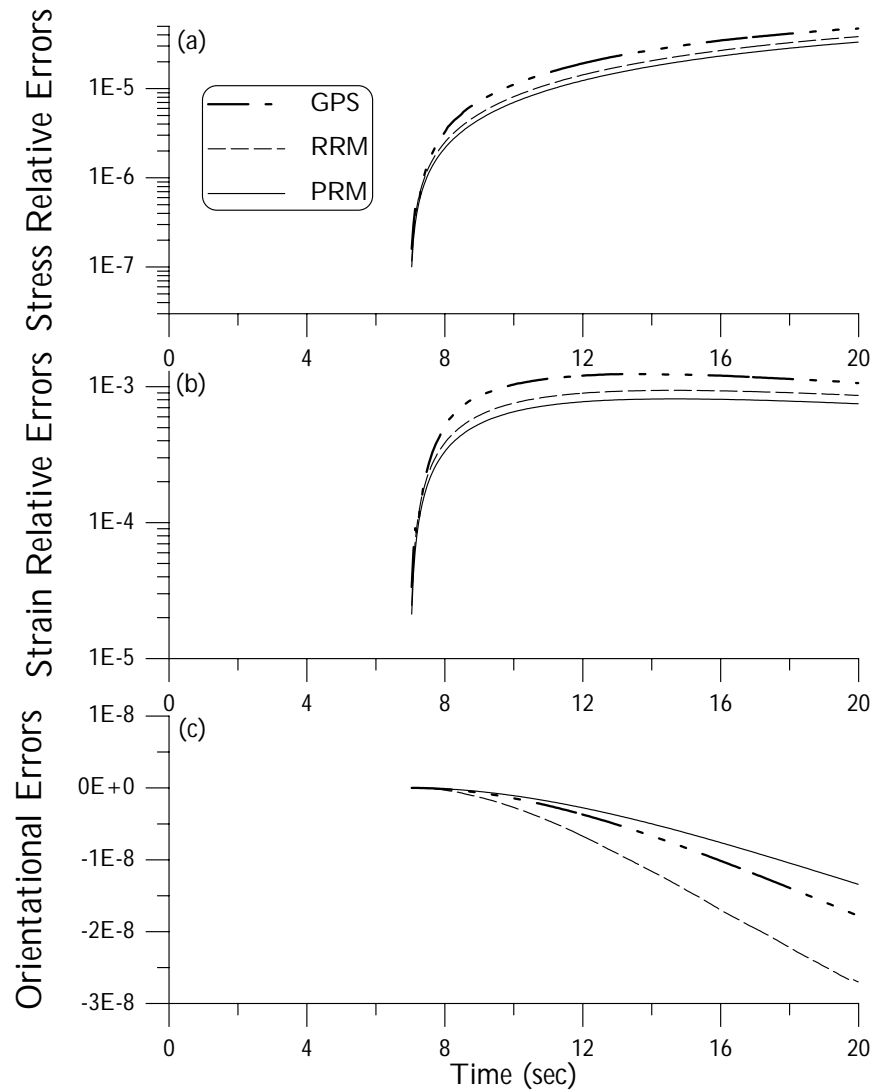 (a)
GPS
RRM
PRM
Stress Relative Errors
1E-5
1E-6
1E-7
0 4 8 12 16 20
(b)
Strain Relative Errors
1E-3
1E-4
1E-5
0 4 8 12 16 20
(c)
Orientational Errors
1E-8
0E+0
-1E-8
-2E-8
-3E-8
0 4 8 12 16 20
Time (sec)